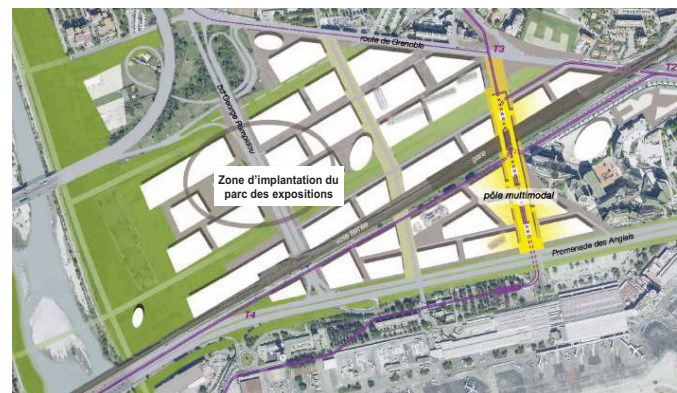 route de Grenoble
T3
T2
bd George Pompidou
gare
Zone d'implantation du
parc des expositions
pôle multimodal
voie ferrée
Promenade des Anglais
T4